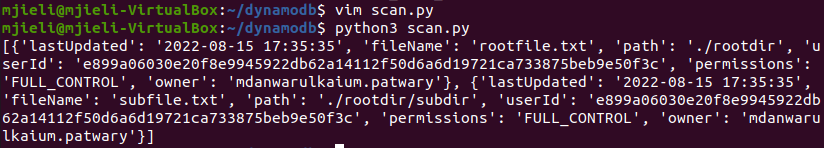 mjieli@mjieli-VirtualBox:~/dynamodb$ vim scan.py
mjieli@mjieli-VirtualBox:~/dynamodb$ python3 scan.py
[{'lastUpdated': '2022-08-15 17:35:35', 'fileName': 'rootfile.txt', 'path': './rootdir', 'u
serId': 'e899a06030e20f8e9945922db62a14112f50d6a6d19721ca733875beb9e50f3c', 'permissions':
'FULL_CONTROL', 'owner': 'mdanwarulkaium.patwary'}, {'lastUpdated': '2022-08-15 17:35:35',
'fileName': 'subfile.txt', 'path': './rootdir/subdir', 'userId': 'e899a06030e20f8e9945922db
62a14112f50d6a6d19721ca733875beb9e50f3c', 'permissions': 'FULL_CONTROL', 'owner': 'mdanwaru
lkaium.patwary'}]